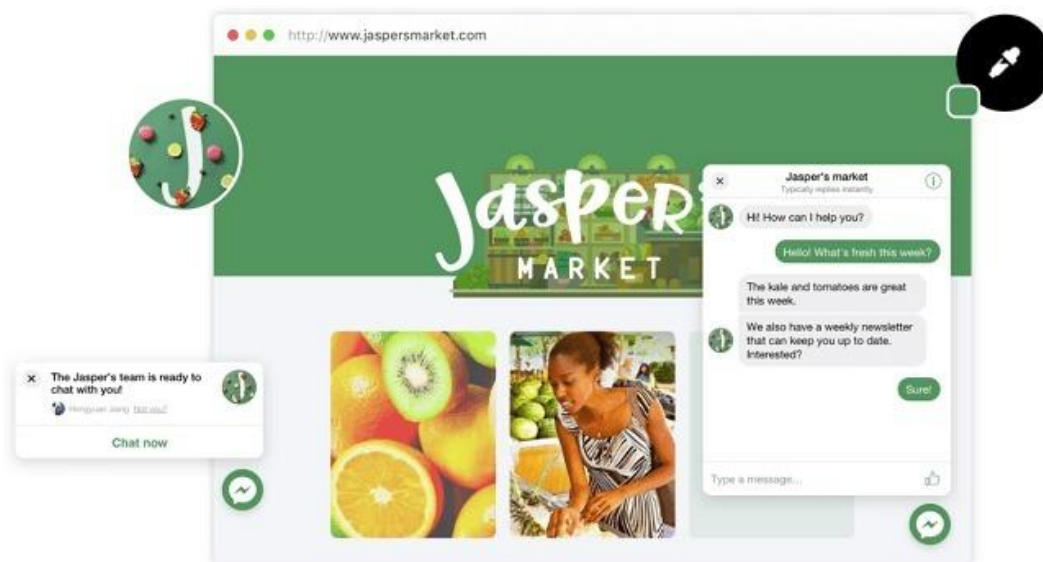 http://www.jaspersmarket.com
J
Jasper's
MARKET
Jasper's market
Typically replies instantly
Hi! How can I help you?
Hello! What's fresh this week?
The kale and tomatoes are great
this week.
We also have a weekly newsletter
that can keep you up to date.
Interested?
Sure!
Type a message...
The Jasper's team is ready to
chat with you!
Hengyuan Jiang Not you?
Chat now